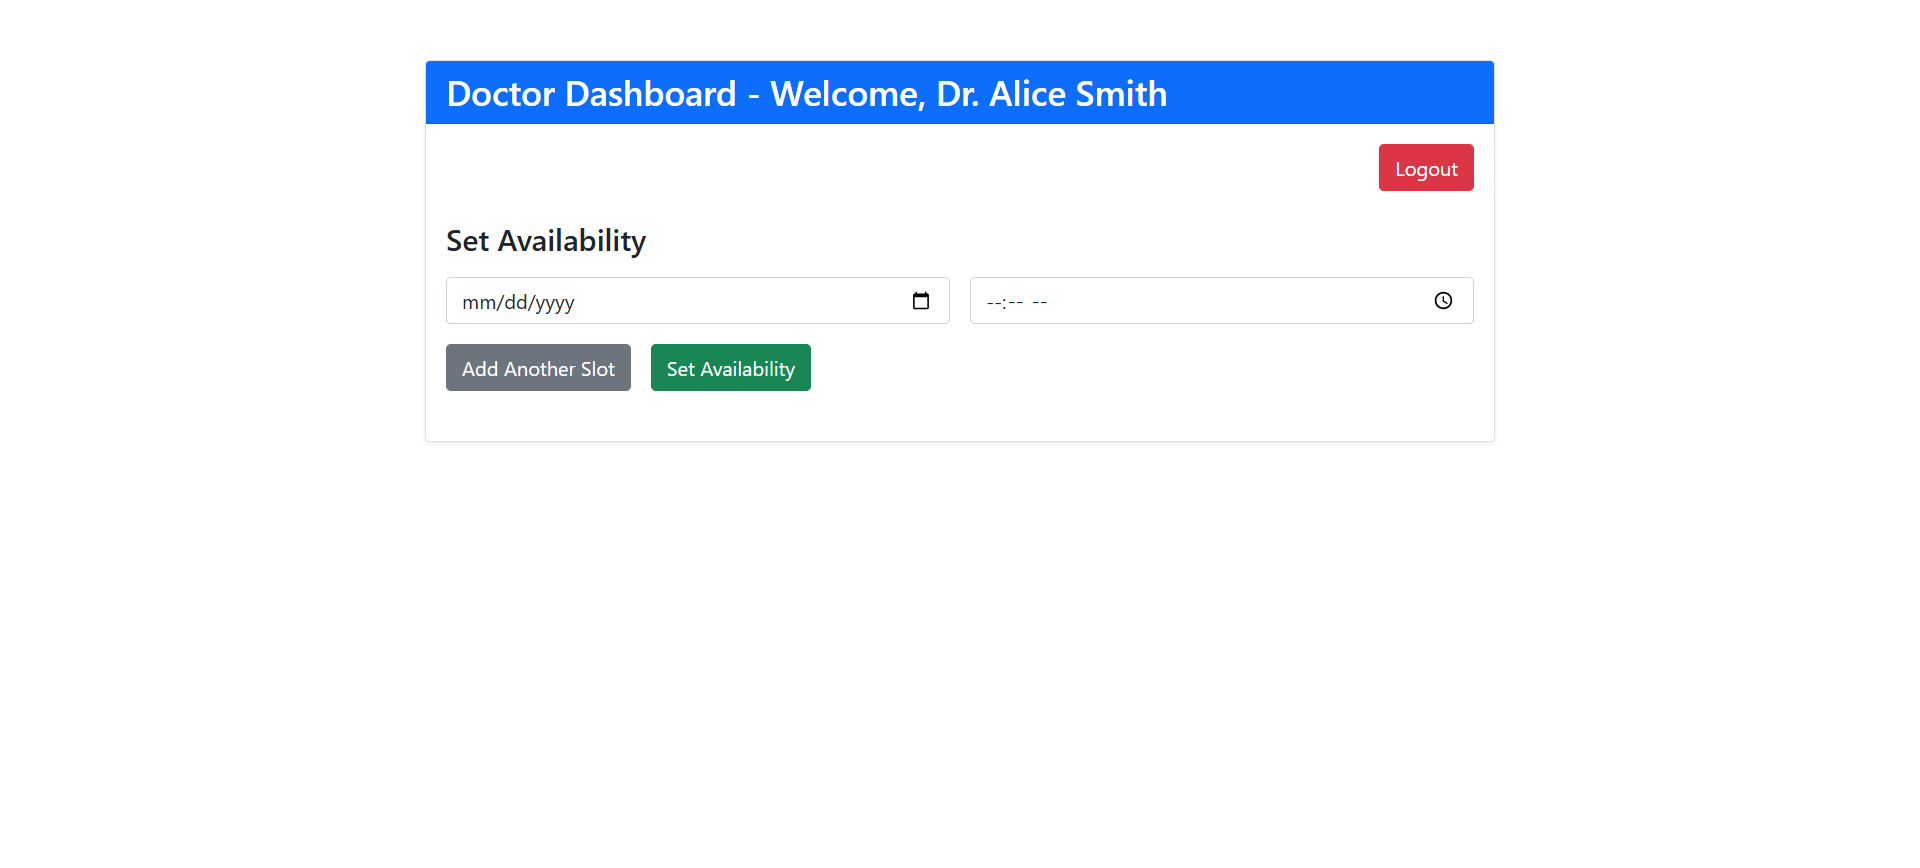 Doctor Dashboard - Welcome, Dr. Alice Smith
Logout
Set Availability
mm/dd/yyyy --:-- --
Add Another Slot Set Availability